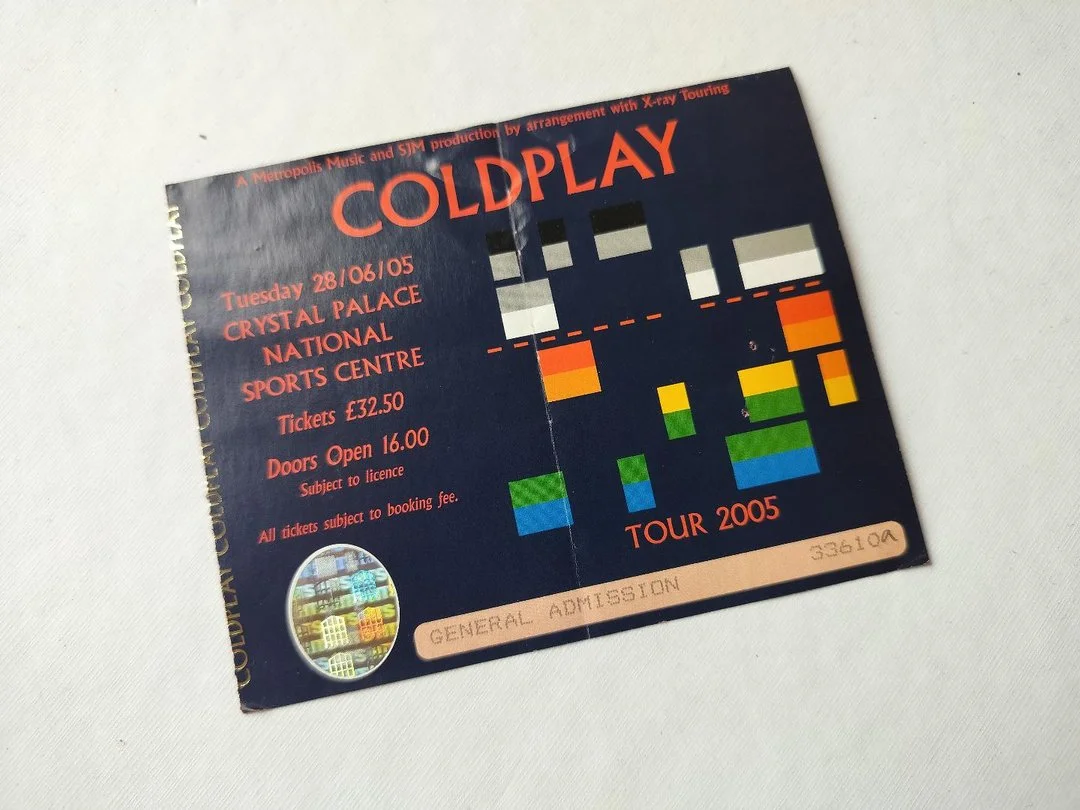 A Metropolis Music and SJM production by arrangement with X-ray Touring
COLDPLAY
Tuesday 28/06/05
CRYSTAL PALACE
NATIONAL
SPORTS CENTRE
Tickets £32.50
Doors Open 16.00
Subject to licence
All tickets subject to booking fee.
TOUR 2005
GENERAL ADMISSION
33610a
COLDPLAY COLDPLAY COLDPLAY COLDPLAY COLDPLAY